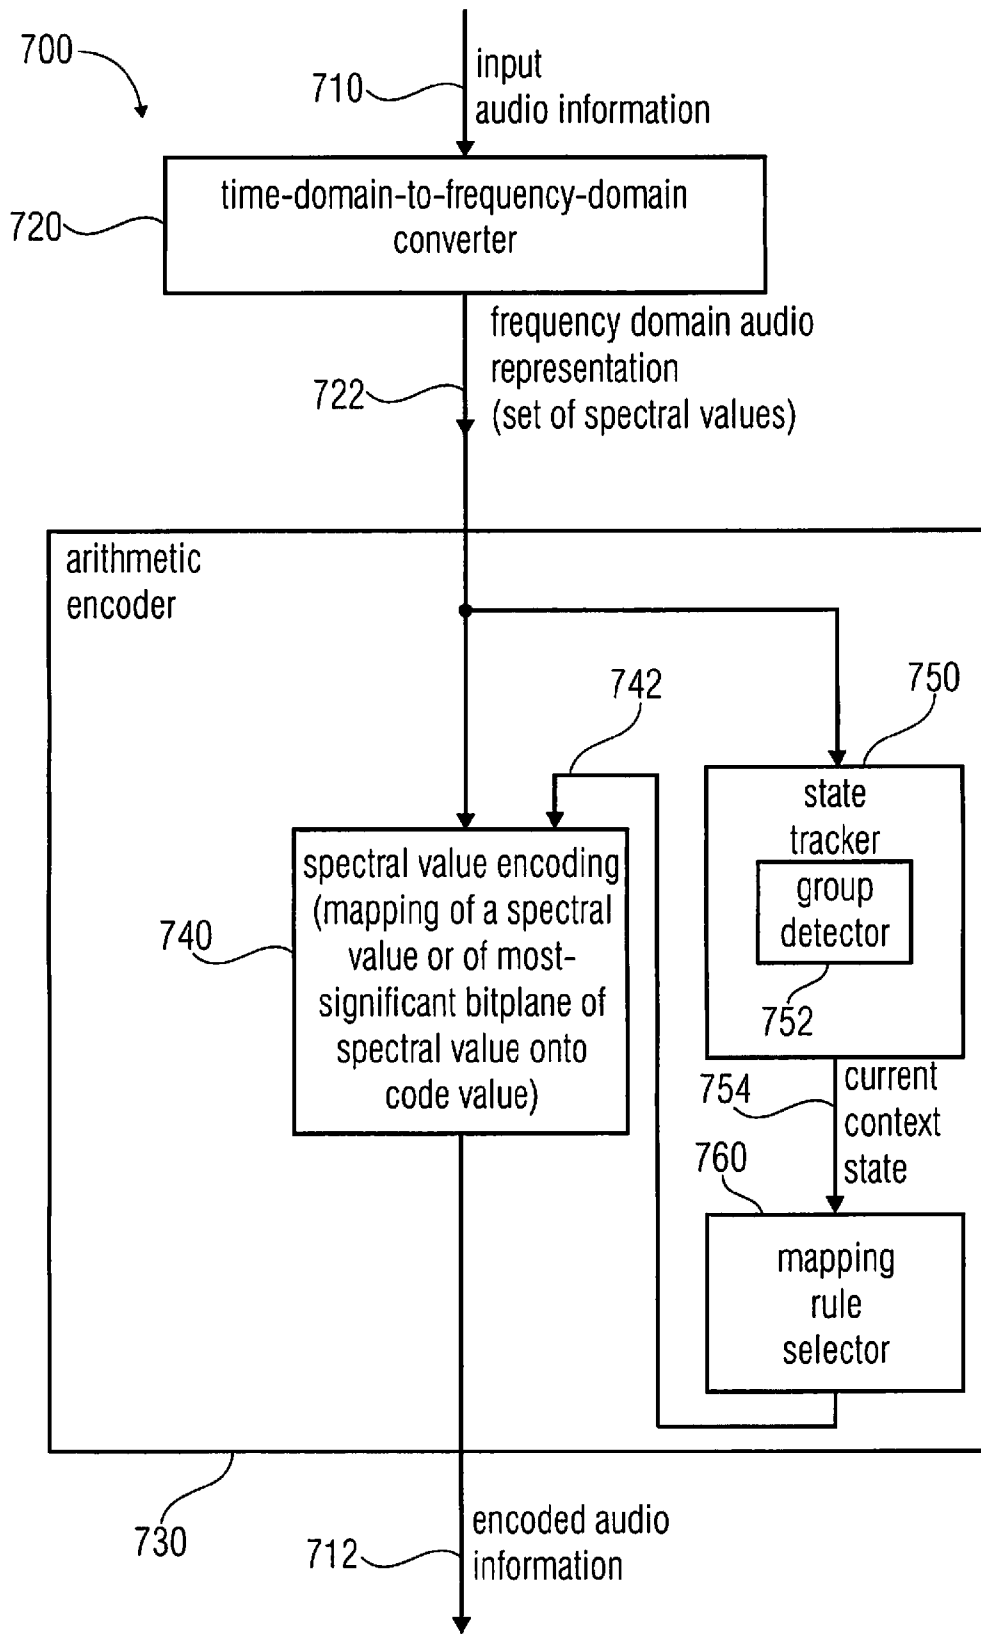 700
710
input
audio information
720
time-domain-to-frequency-domain
converter
722
frequency domain audio
representation
(set of spectral values)
arithmetic
encoder
742
750
state
tracker
group
detector
752
740
spectral value encoding
(mapping of a spectral
value or of most-
significant bitplane of
spectral value onto
code value)
754
current
context
state
760
mapping
rule
selector
730
712
encoded audio
information